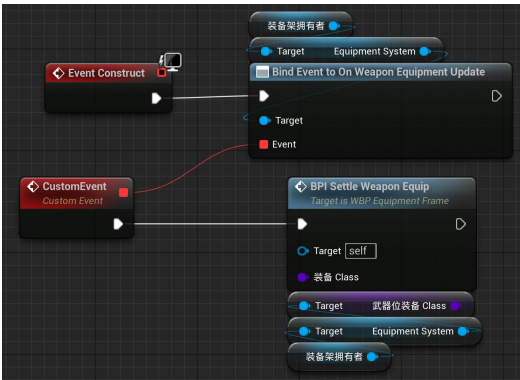 装备架拥有者
Target Equipment System
Event Construct
Bind Event to On Weapon Equipment Update
Target
Event
CustomEvent
Custom Event
BPI Settle Weapon Equip
Target is WBP Equipment Frame
Target self
装备 Class
Target 武器位装备 Class
Target Equipment System
装备架拥有者